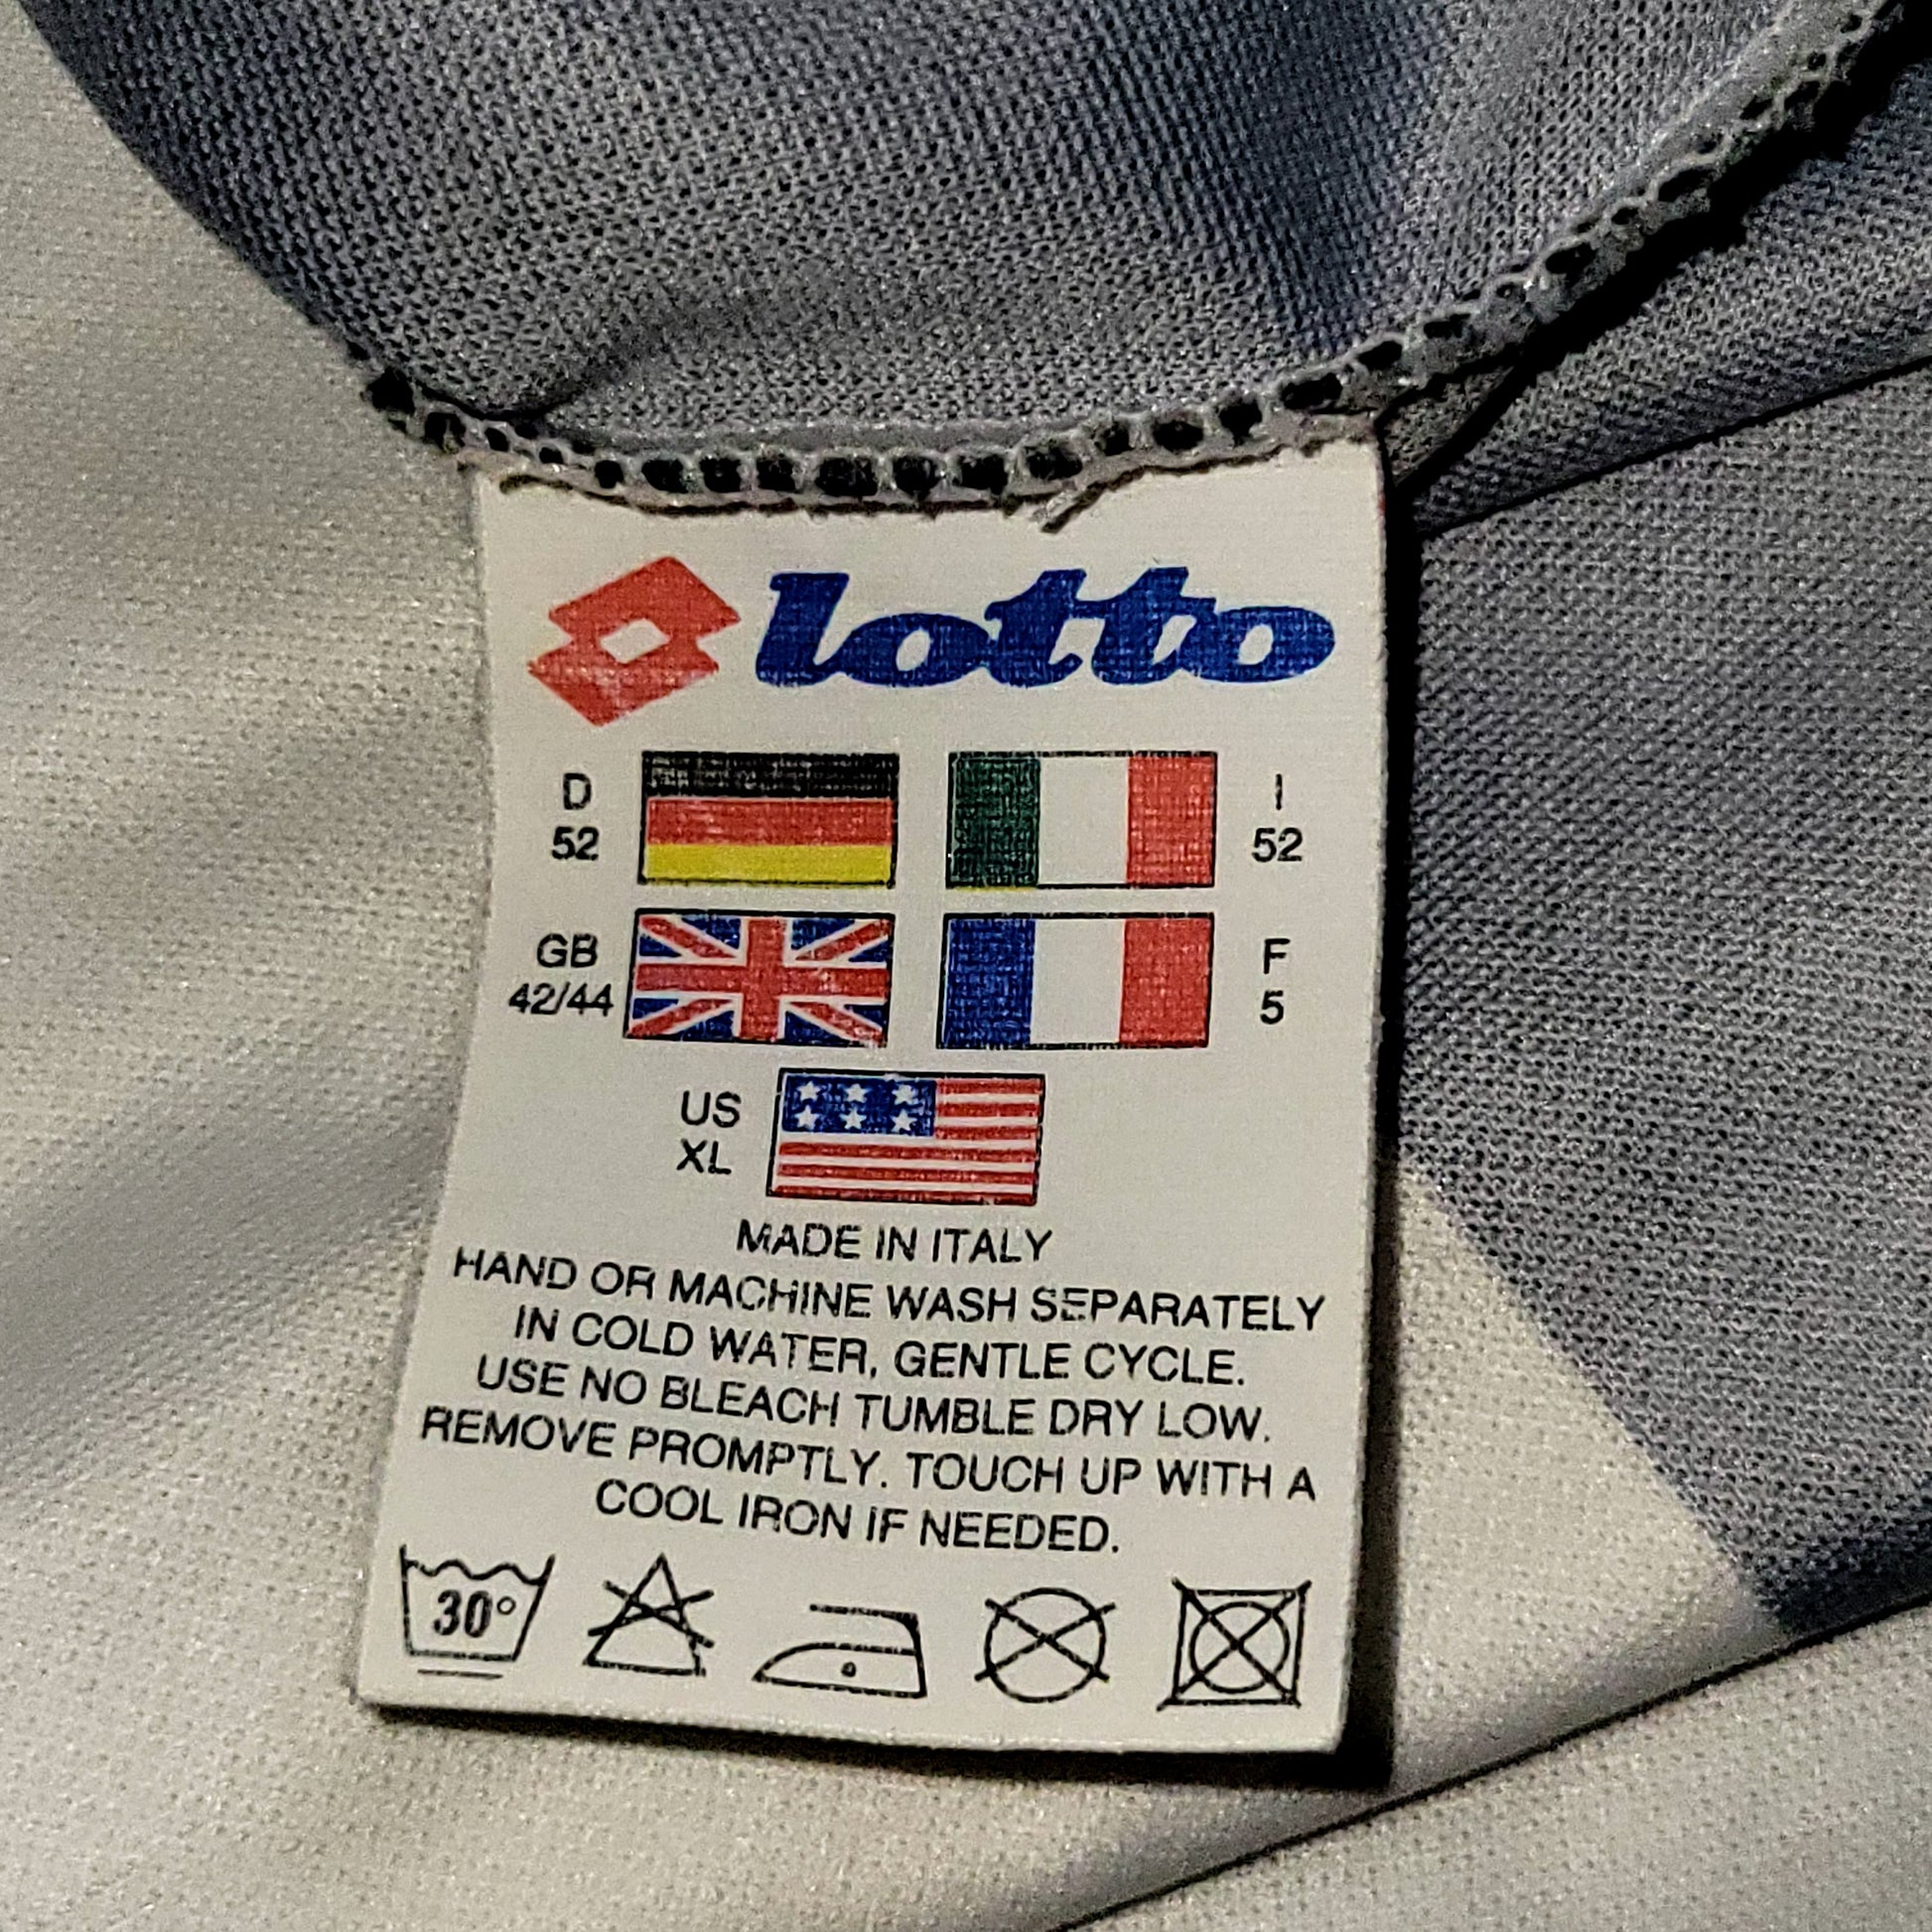 lotto
D
52
I
52
GB
42/44
F
5
US
XL
MADE IN ITALY
HAND OR MACHINE WASH SEPARATELY
IN COLD WATER, GENTLE CYCLE.
USE NO BLEACH TUMBLE DRY LOW.
REMOVE PROMPTLY. TOUCH UP WITH A
COOL IRON IF NEEDED.
30°